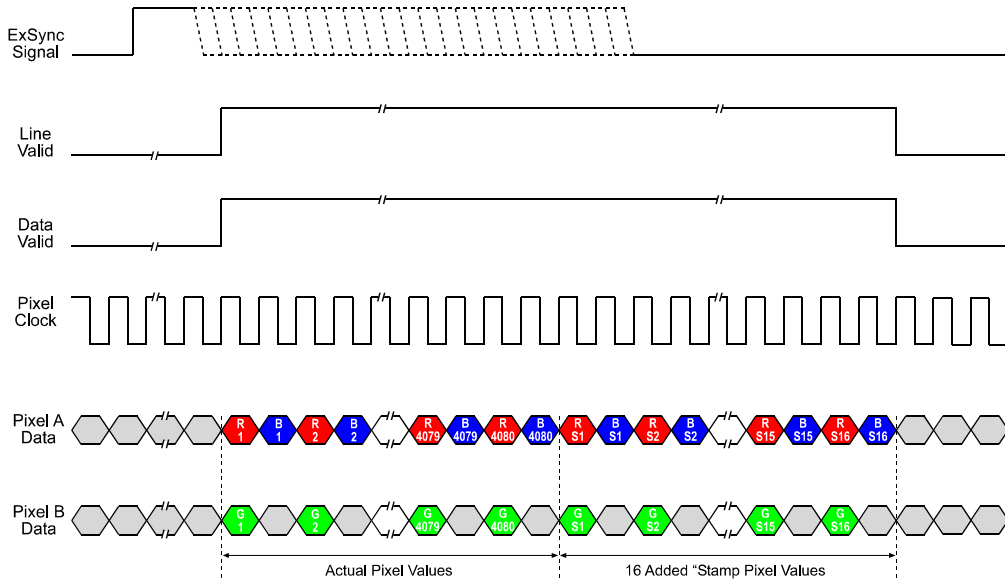 ExSync
Signal
Line
Valid
Data
Valid
Pixel
Clock
Pixel A
Data
R 1
B 1
R 2
B 2
R 4079
B 4079
R 4080
B 4080
R S1
B S1
R S2
B S2
R S15
B S15
R S16
B S16
Pixel B
Data
G 1
G 2
G 4079
G 4080
G S1
G S2
G S15
G S16
Actual Pixel Values
16 Added “Stamp Pixel Values